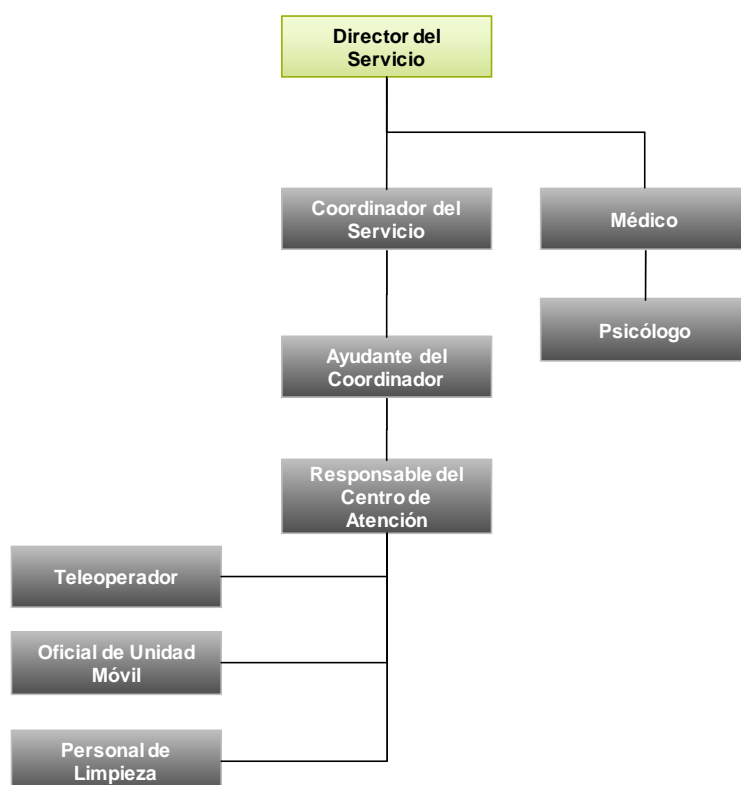 Director del
Servicio
Coordinador del
Servicio
Médico
Psicólogo
Ayudante del
Coordinador
Responsable del
Centro de
Atención
Teleoperador
Oficial de Unidad
Móvil
Personal de
Limpieza